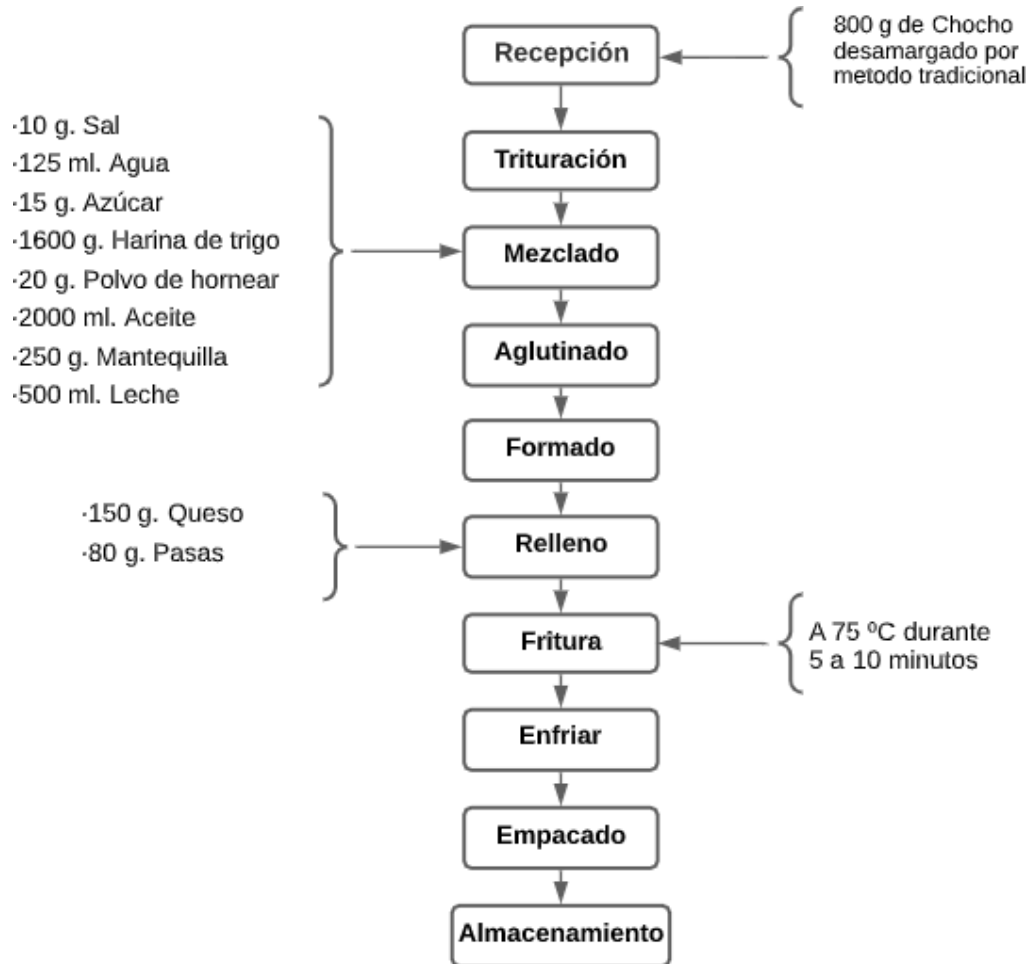 Recepción
800 g de Chocho
desamargado por
metodo tradicional
Trituración
·10 g. Sal
·125 ml. Agua
·15 g. Azúcar
·1600 g. Harina de trigo
·20 g. Polvo de hornear
·2000 ml. Aceite
·250 g. Mantequilla
·500 ml. Leche
Mezclado
Aglutinado
Formado
·150 g. Queso
·80 g. Pasas
Relleno
Fritura
A 75 ºC durante
5 a 10 minutos
Enfriar
Empacado
Almacenamiento